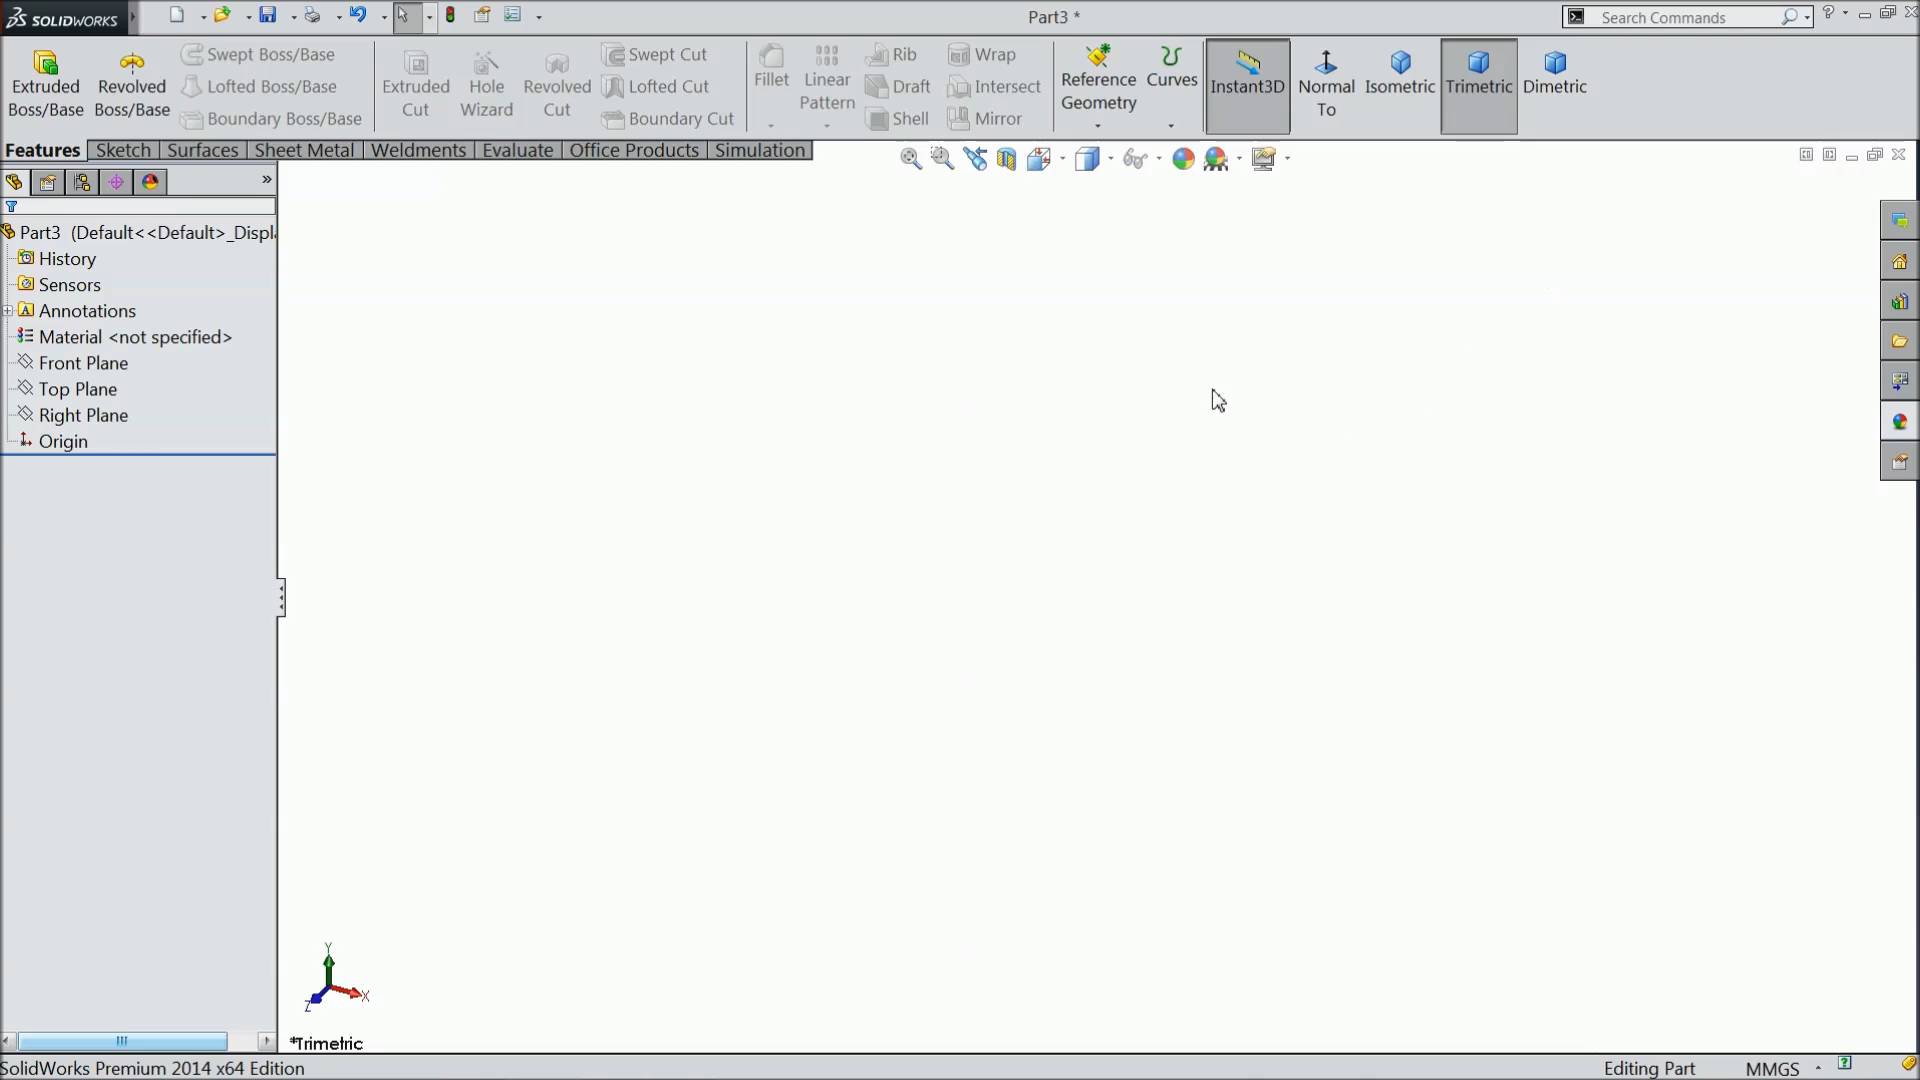 SOLIDWORKS
Part3 *
Search Commands
Extruded Boss/Base
Revolved Boss/Base
Swept Boss/Base
Lofted Boss/Base
Boundary Boss/Base
Extruded Cut
Hole Wizard
Revolved Cut
Swept Cut
Lofted Cut
Boundary Cut
Fillet
Linear Pattern
Rib
Draft
Shell
Wrap
Intersect
Mirror
Reference Geometry
Curves
Instant3D
Normal To
Isometric
Trimetric
Dimetric
Features Sketch Surfaces Sheet Metal Weldments Evaluate Office Products Simulation
Part3 (Default<<Default>_Displ
History
Sensors
Annotations
Material <not specified>
Front Plane
Top Plane
Right Plane
Origin
Y
X
Z
*Trimetric
SolidWorks Premium 2014 x64 Edition
Editing Part
MMGS